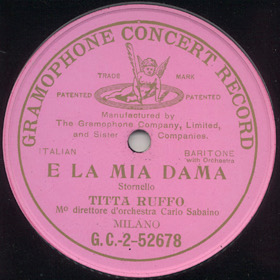 GRAMOPHONE CONCERT RECORD
TRADE MARK
PATENTED PATENTED
Manufactured by
The Gramophone Company, Limited,
and Sister Companies.
ITALIAN BARITONE
with Orchestra
E LA MIA DAMA
Stornello
TITTA RUFFO
Mo direttore d'orchestra Carlo Sabaino
MILANO
G.C.-2-52678